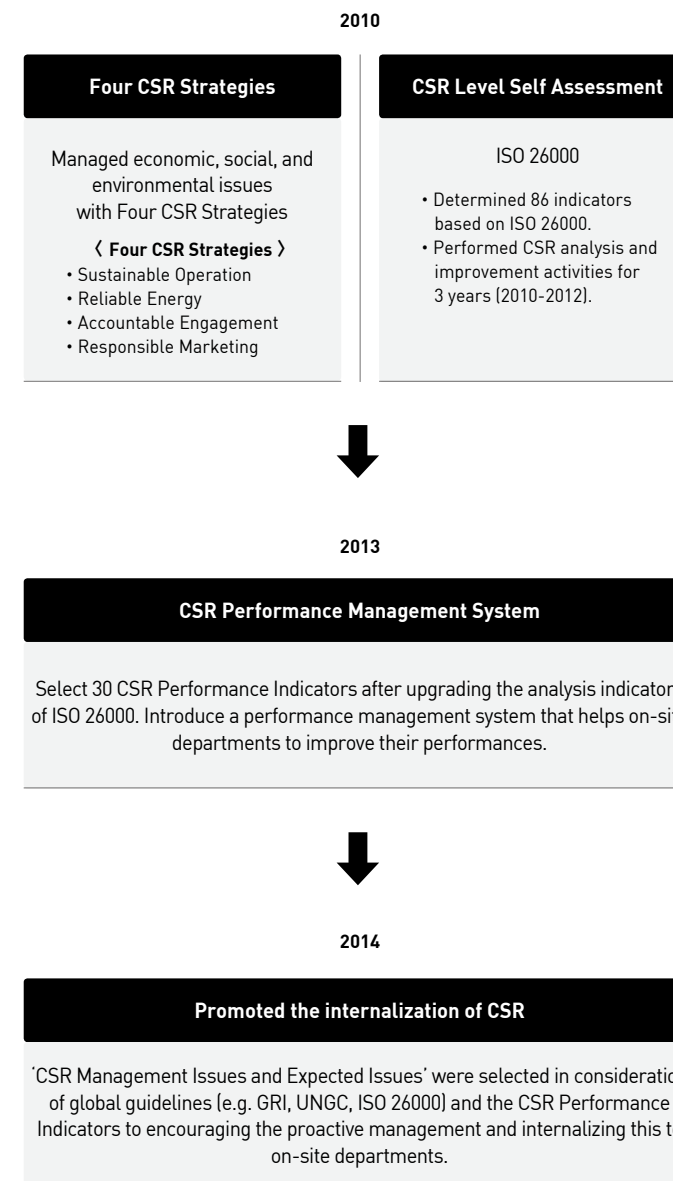 2010
Four CSR Strategies
Managed economic, social, and
environmental issues
with Four CSR Strategies
〈 Four CSR Strategies 〉
• Sustainable Operation
• Reliable Energy
• Accountable Engagement
• Responsible Marketing
CSR Level Self Assessment
ISO 26000
• Determined 86 indicators
based on ISO 26000.
• Performed CSR analysis and
improvement activities for
3 years (2010-2012).
2013
CSR Performance Management System
Select 30 CSR Performance Indicators after upgrading the analysis indicator
of ISO 26000. Introduce a performance management system that helps on-si
departments to improve their performances.
2014
Promoted the internalization of CSR
‘CSR Management Issues and Expected Issues’ were selected in consideratio
of global guidelines (e.g. GRI, UNGC, ISO 26000) and the CSR Performance
Indicators to encouraging the proactive management and internalizing this t
on-site departments.